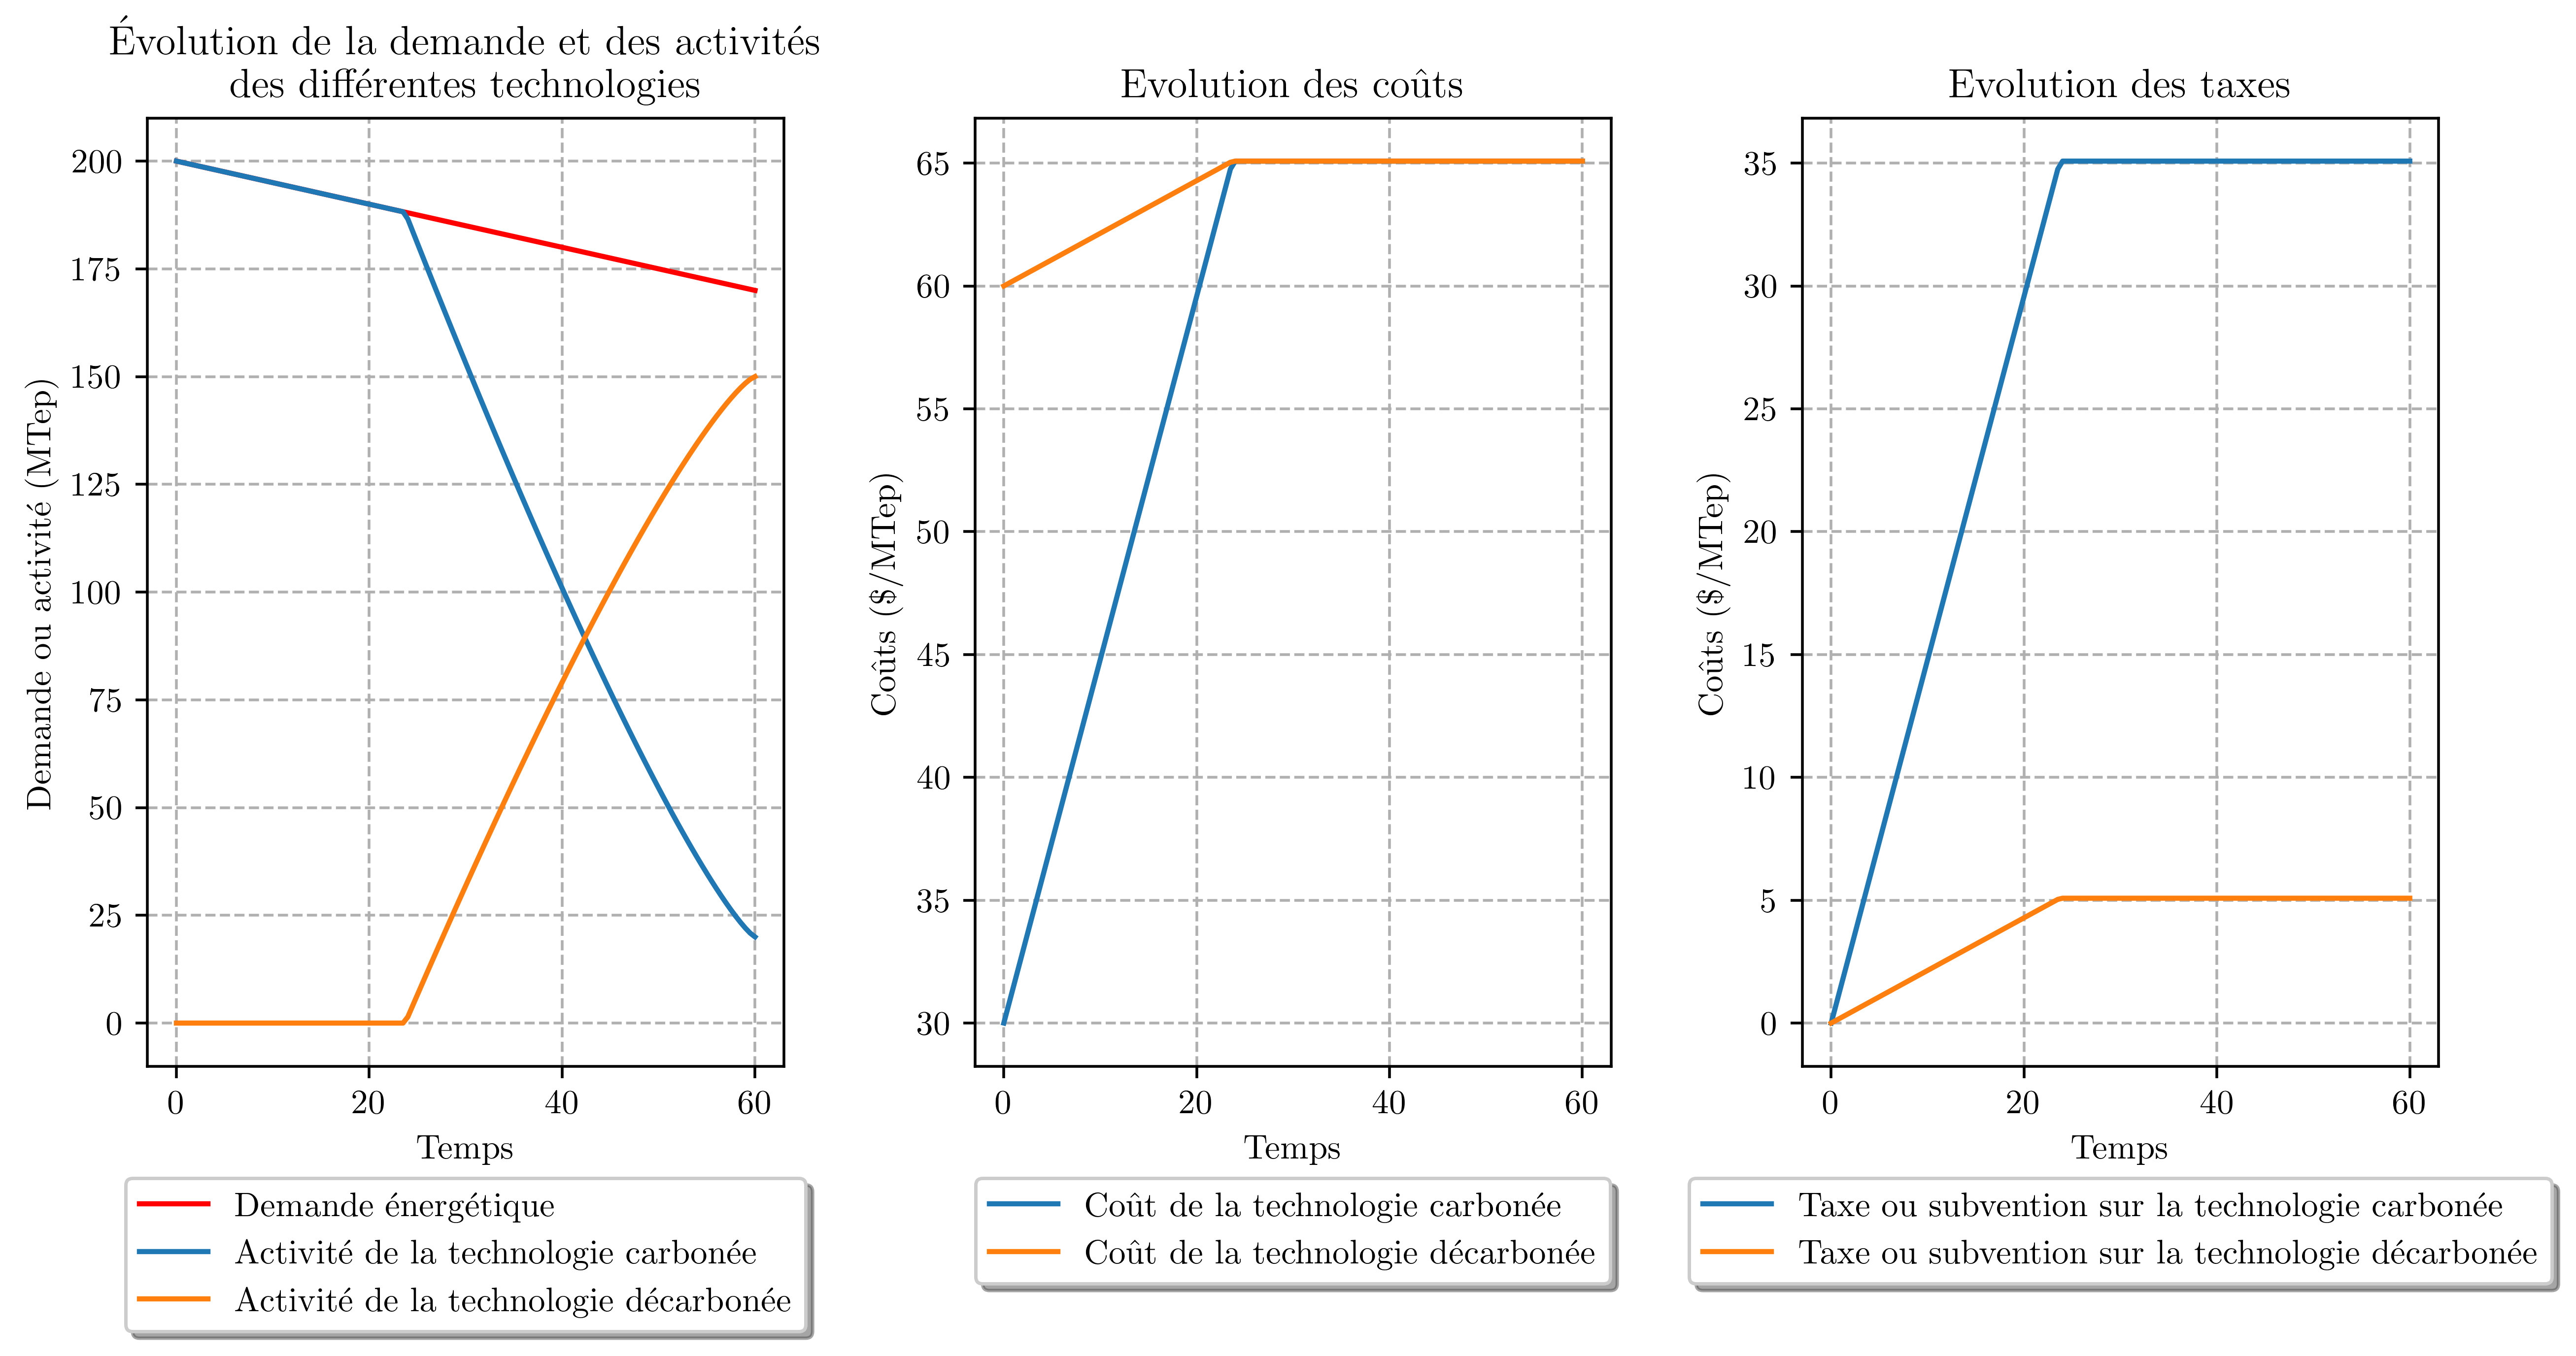 Évolution de la demande et des activités
des différentes technologies
Demande ou activité (MTep)
200
175
150
125
100
75
50
25
0
0 20 40 60
Temps
Demande énergétique
Activité de la technologie carbonée
Activité de la technologie décarbonée
Evolution des coûts
Coûts ($/MTep)
65
60
55
50
45
40
35
30
0 20 40 60
Temps
Coût de la technologie carbonée
Coût de la technologie décarbonée
Evolution des taxes
Coûts ($/MTep)
35
30
25
20
15
10
5
0
0 20 40 60
Temps
Taxe ou subvention sur la technologie carbonée
Taxe ou subvention sur la technologie décarbonée